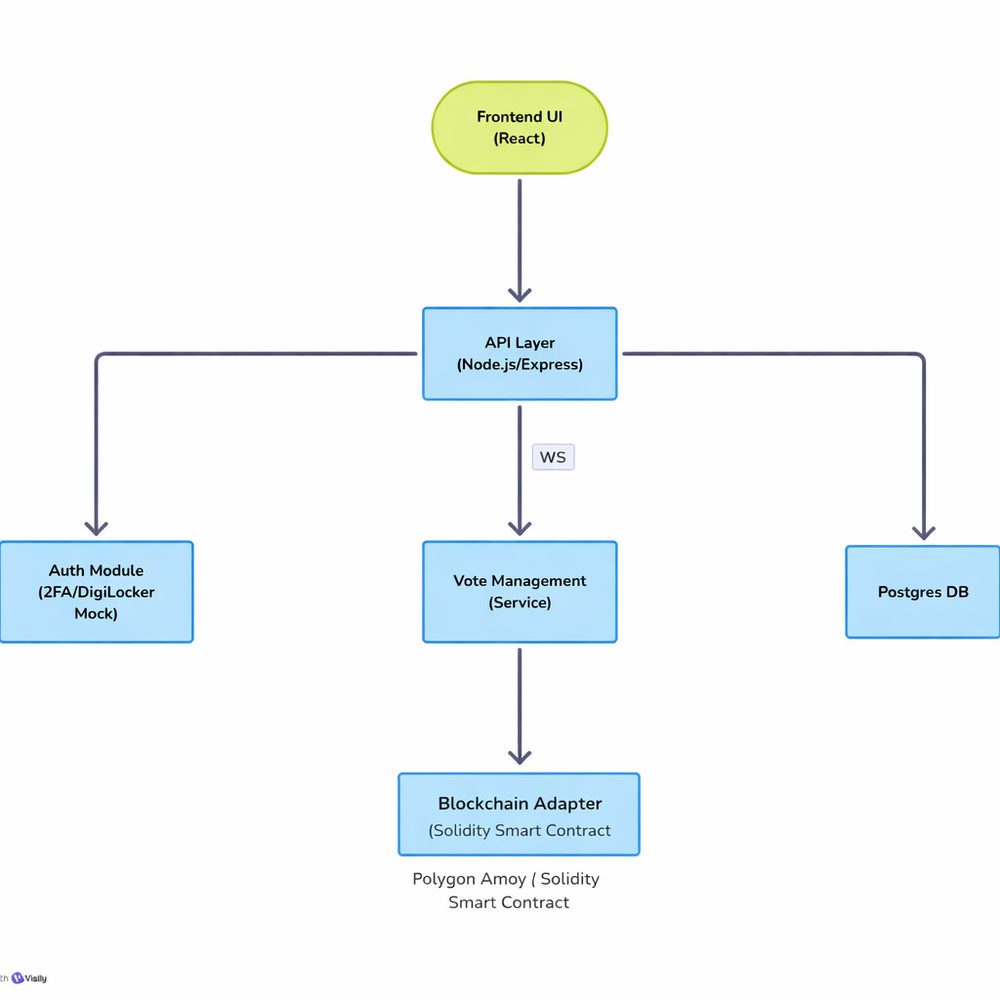 Frontend UI
(React)
API Layer
(Node.js/Express)
WS
Auth Module
(2FA/DigiLocker
Mock)
Vote Management
(Service)
Postgres DB
Blockchain Adapter
(Solidity Smart Contract
Polygon Amoy / Solidity
Smart Contract
th Visily